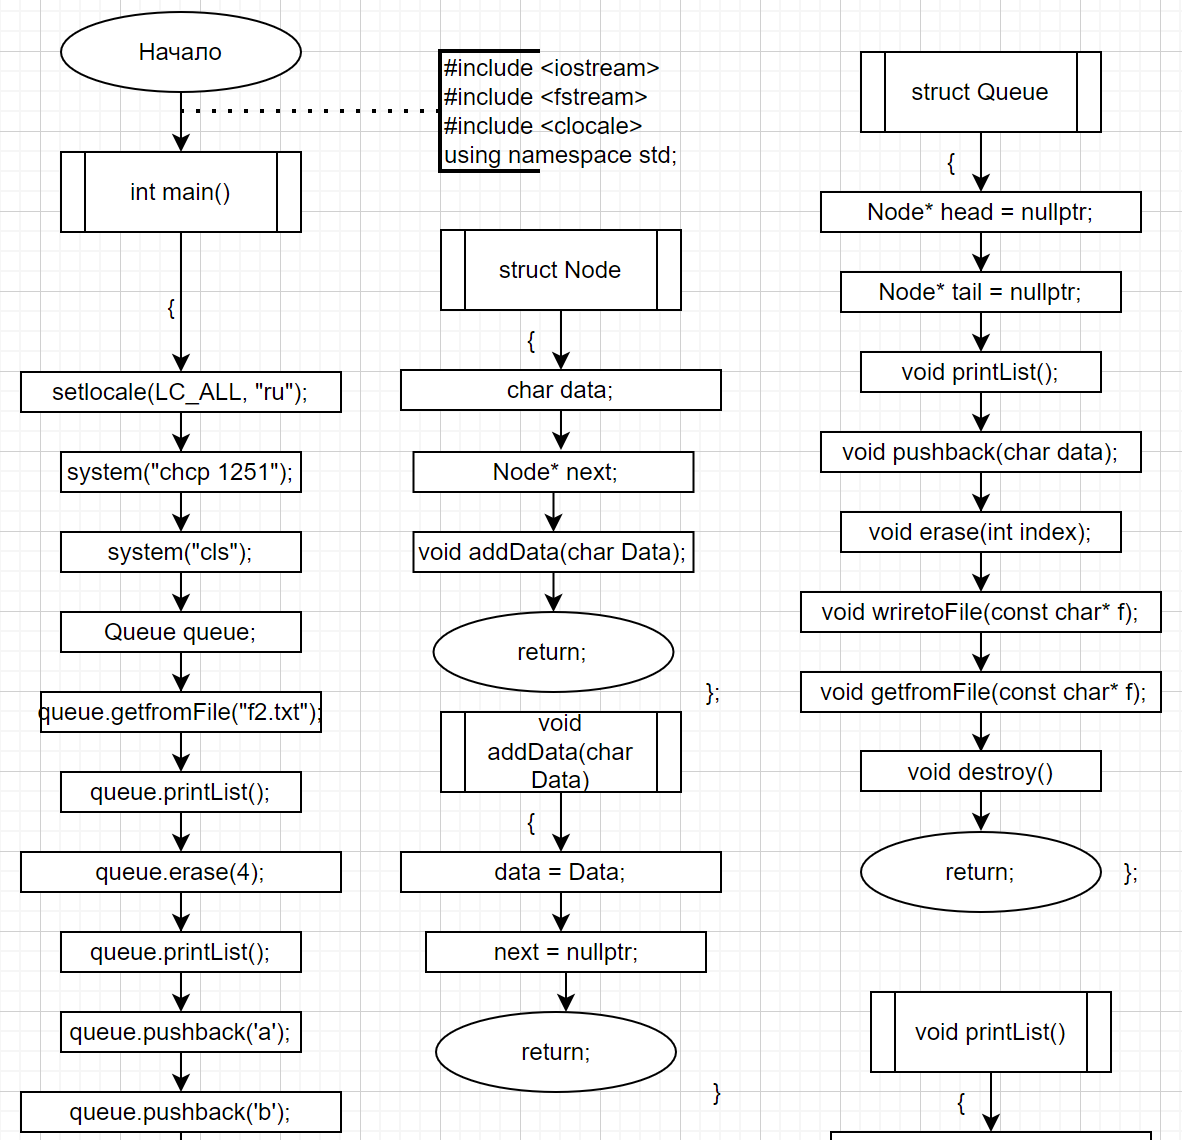 Начало
int main()
{
setlocale(LC_ALL, "ru");
system("chcp 1251");
system("cls");
Queue queue;
queue.getfromFile("f2.txt");
queue.printList();
queue.erase(4);
queue.printList();
queue.pushback('a');
queue.pushback('b');
#include <iostream>
#include <fstream>
#include <clocale>
using namespace std;
struct Node
{
char data;
Node* next;
void addData(char Data);
return;
};
void
addData(char
Data)
{
data = Data;
next = nullptr;
return;
}
struct Queue
{
Node* head = nullptr;
Node* tail = nullptr;
void printList();
void pushback(char data);
void erase(int index);
void wriretoFile(const char* f);
void getfromFile(const char* f);
void destroy()
return;
};
void printList()
{